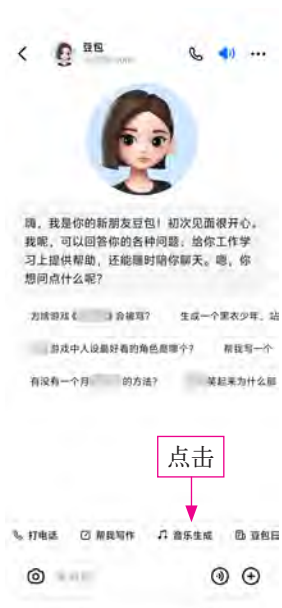 豆包
嗨，我是你的新朋友豆包！初次见面很开心。
我呢，可以回答你的各种问题，给你工作学
习上提供帮助，还能随时陪你聊天。嗯，你
想问点什么呢？
会被骂？ 生成一个黑衣少年，站
游戏中人设最好看的角色是哪个？ 帮我写一个
有没有一个月 的方法？ 笑起来为什么那
点击
打电话 帮我写作 音乐生成 豆包日